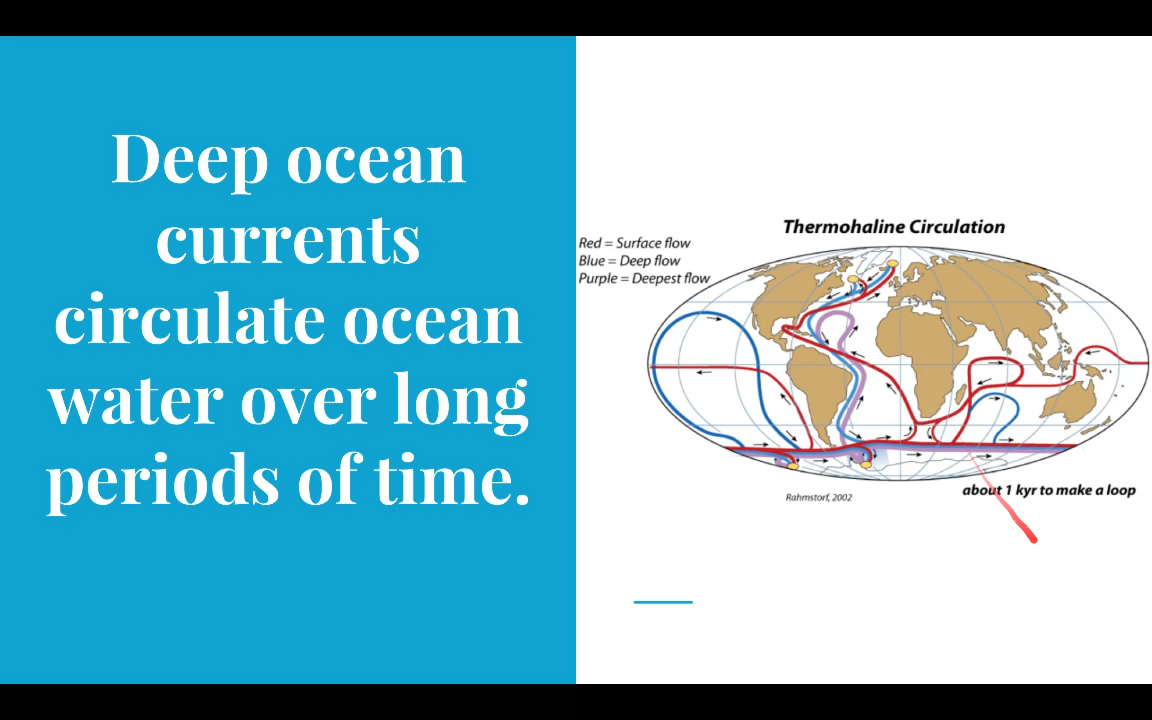 Deep ocean
currents
circulate ocean
water over long
periods of time.
Thermohaline Circulation
Red = Surface flow
Blue = Deep flow
Purple = Deepest flow
about 1 kyr to make a loop
Rahmstorf, 2002